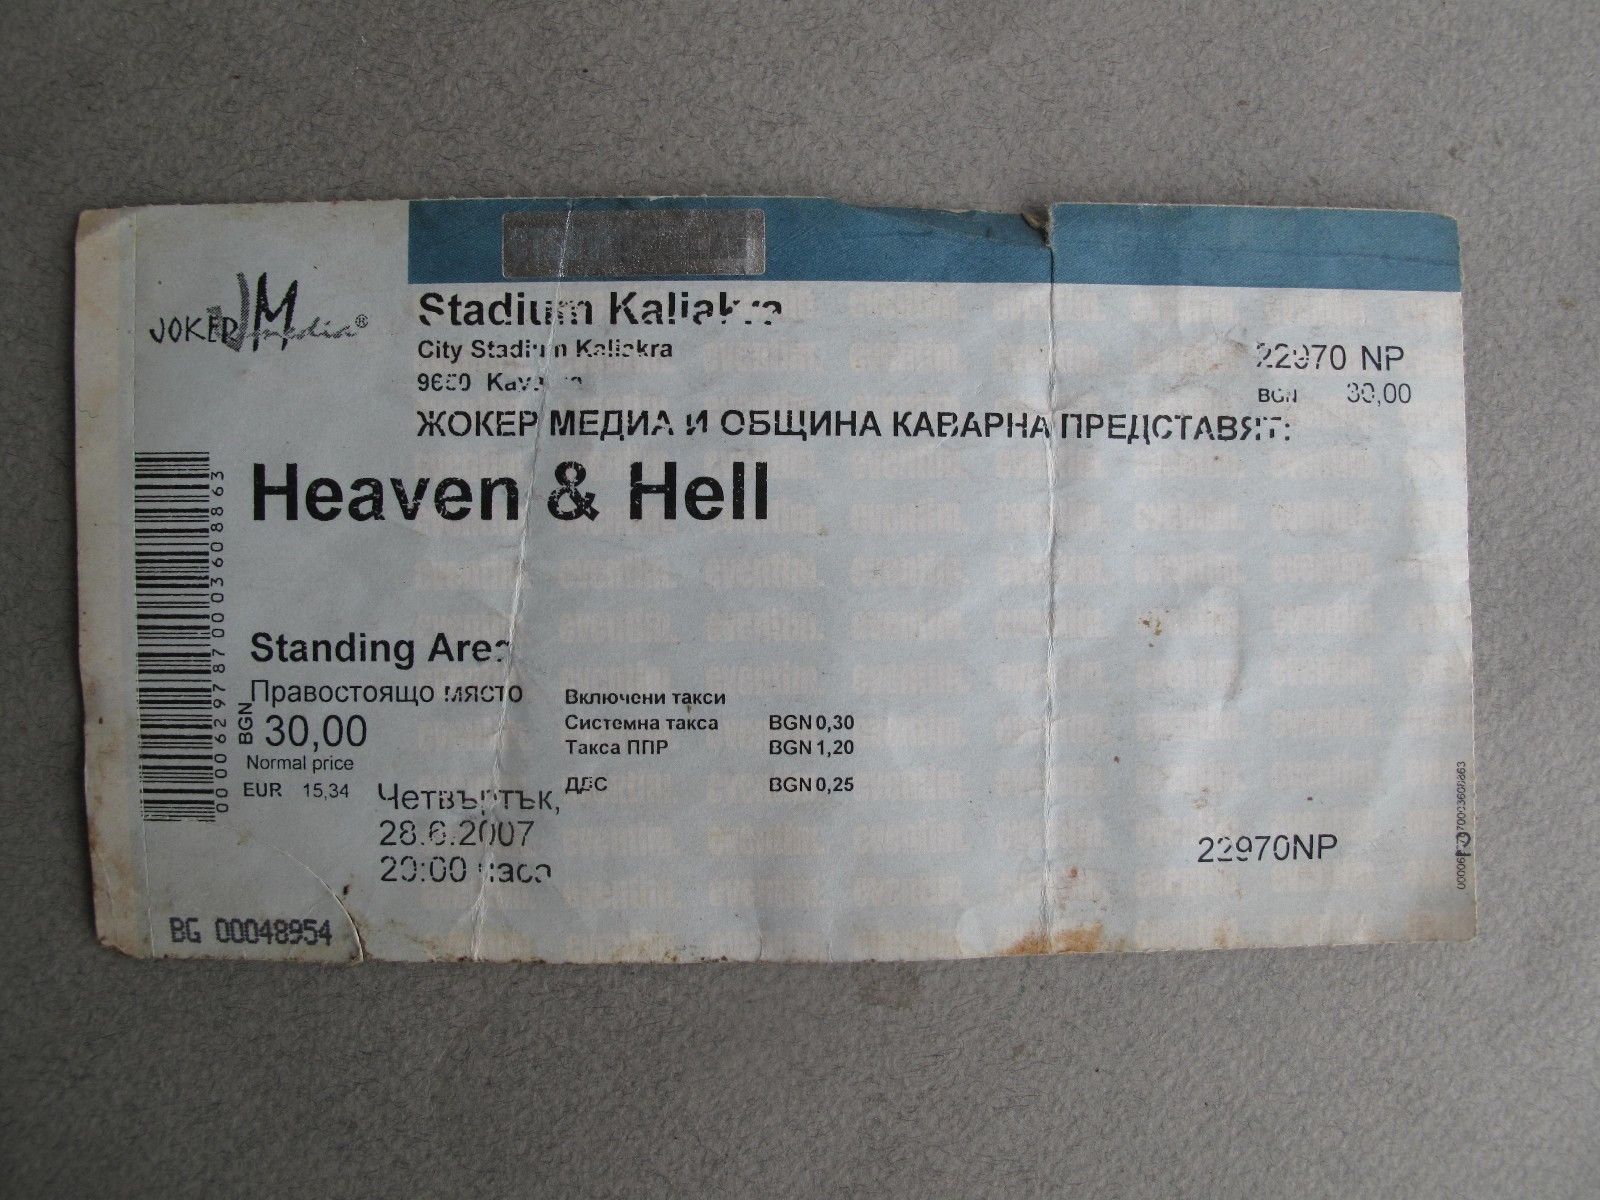 JOKER media®
Stadium Kaliakra
City Stadium Kaliakra
22970 NP
BGN 30,00
ЖОКЕР МЕДИА И ОБЩИНА КАВАРНА ПРЕДСТАВЯТ:
Heaven & Hell
00006297870003608863
Standing Area
Правостоящо място
BGN 30,00
Normal price
EUR 15,34
Включени такси
Системна такса BGN 0,30
Такса ППР BGN 1,20
ДДС BGN 0,25
Четвъртък,
28.6.2007
20:00 часа
22970NP
BG 00048954